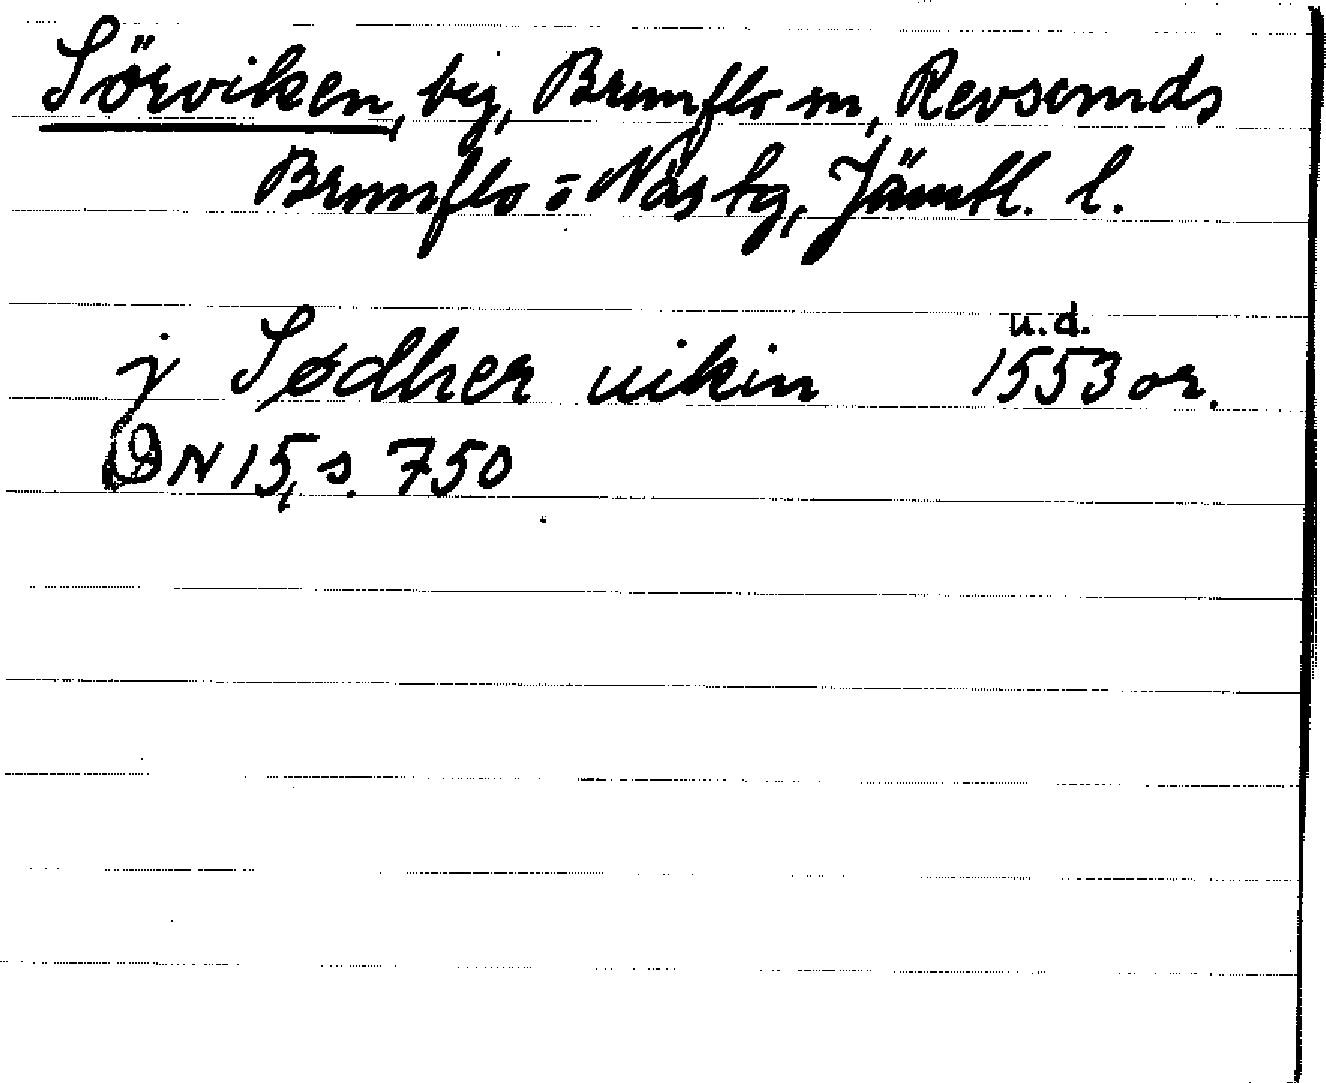 Sörviken, by, Brunflo sn, Revsunds
Brunflo o Näs tg, Jämtl. l.
u.d.
j Sødher uikin 1553 or.
DN 15, s. 750